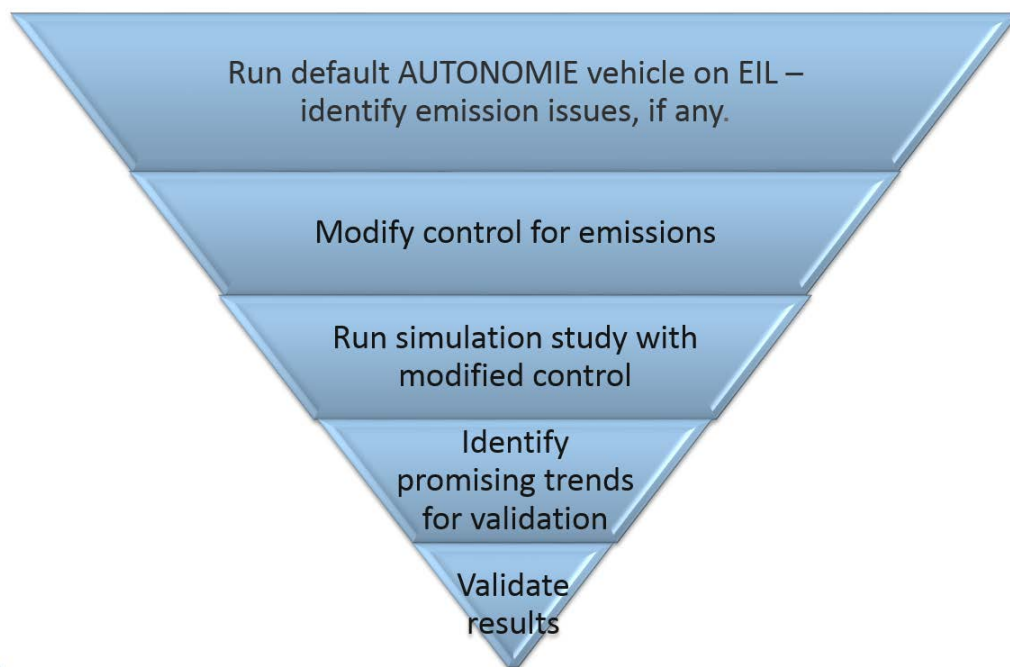 Run default AUTONOMIE vehicle on EIL –
identify emission issues, if any.
Modify control for emissions
Run simulation study with
modified control
Identify
promising trends
for validation
Validate
results